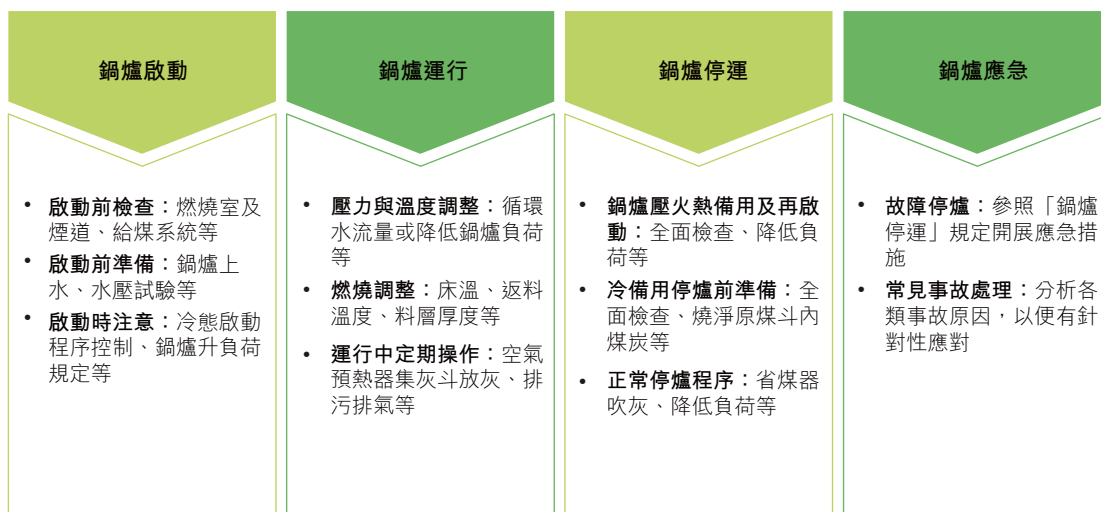 鍋爐啟動
• 啟動前檢查：燃燒室及
煙道、給煤系統等
• 啟動前準備：鍋爐上
水、水壓試驗等
• 啟動時注意：冷態啟動
程序控制、鍋爐升負荷
規定等
鍋爐運行
• 壓力與溫度調整：循環
水流量或降低鍋爐負荷
等
• 燃燒調整：床溫、返料
溫度、料層厚度等
• 運行中定期操作：空氣
預熱器集灰斗放灰、排
污排氣等
鍋爐停運
• 鍋爐壓火熱備用及再啟
動：全面檢查、降低負
荷等
• 冷備用停爐前準備：全
面檢查、燒淨原煤斗內
煤炭等
• 正常停爐程序：省煤器
吹灰、降低負荷等
鍋爐應急
• 故障停爐：參照「鍋爐
停運」規定開展應急措
施
• 常見事故處理：分析各
類事故原因，以便有針
對性應對